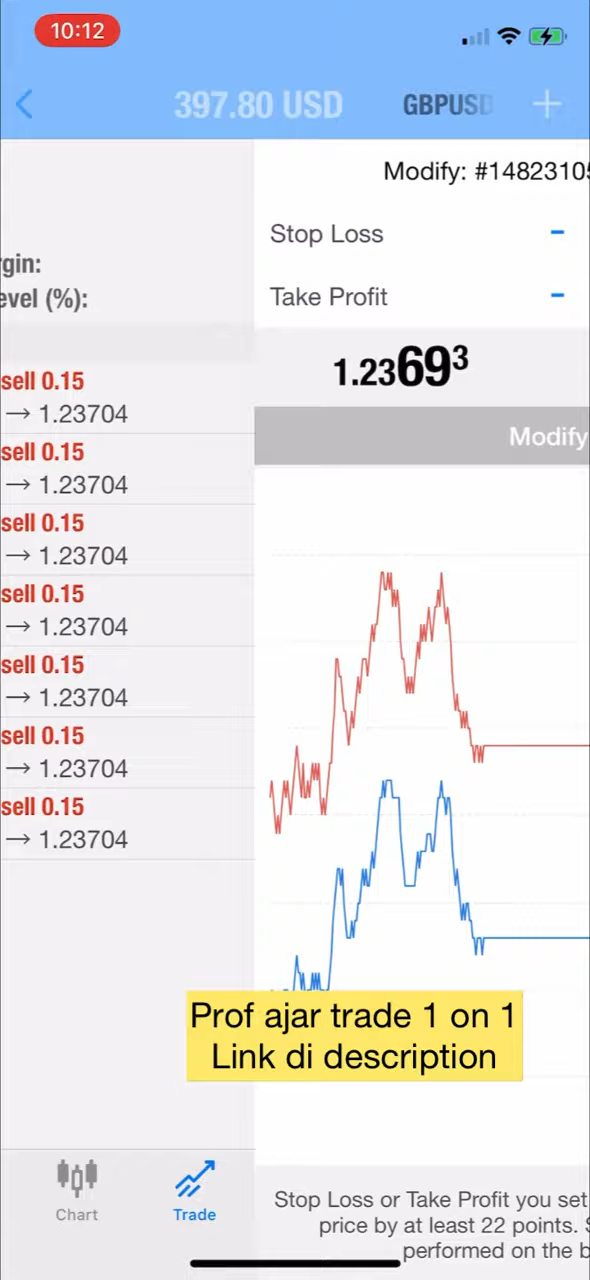 10:12
397.80 USD
GBPUSD
Modify: #1482310
Stop Loss
-
Take Profit
-
gin:
evel (%):
1.23693
Modify
sell 0.15
→ 1.23704
sell 0.15
→ 1.23704
sell 0.15
→ 1.23704
sell 0.15
→ 1.23704
sell 0.15
→ 1.23704
sell 0.15
→ 1.23704
sell 0.15
→ 1.23704
Prof ajar trade 1 on 1
Link di description
Chart
Trade
Stop Loss or Take Profit you set
price by at least 22 points.
performed on the b